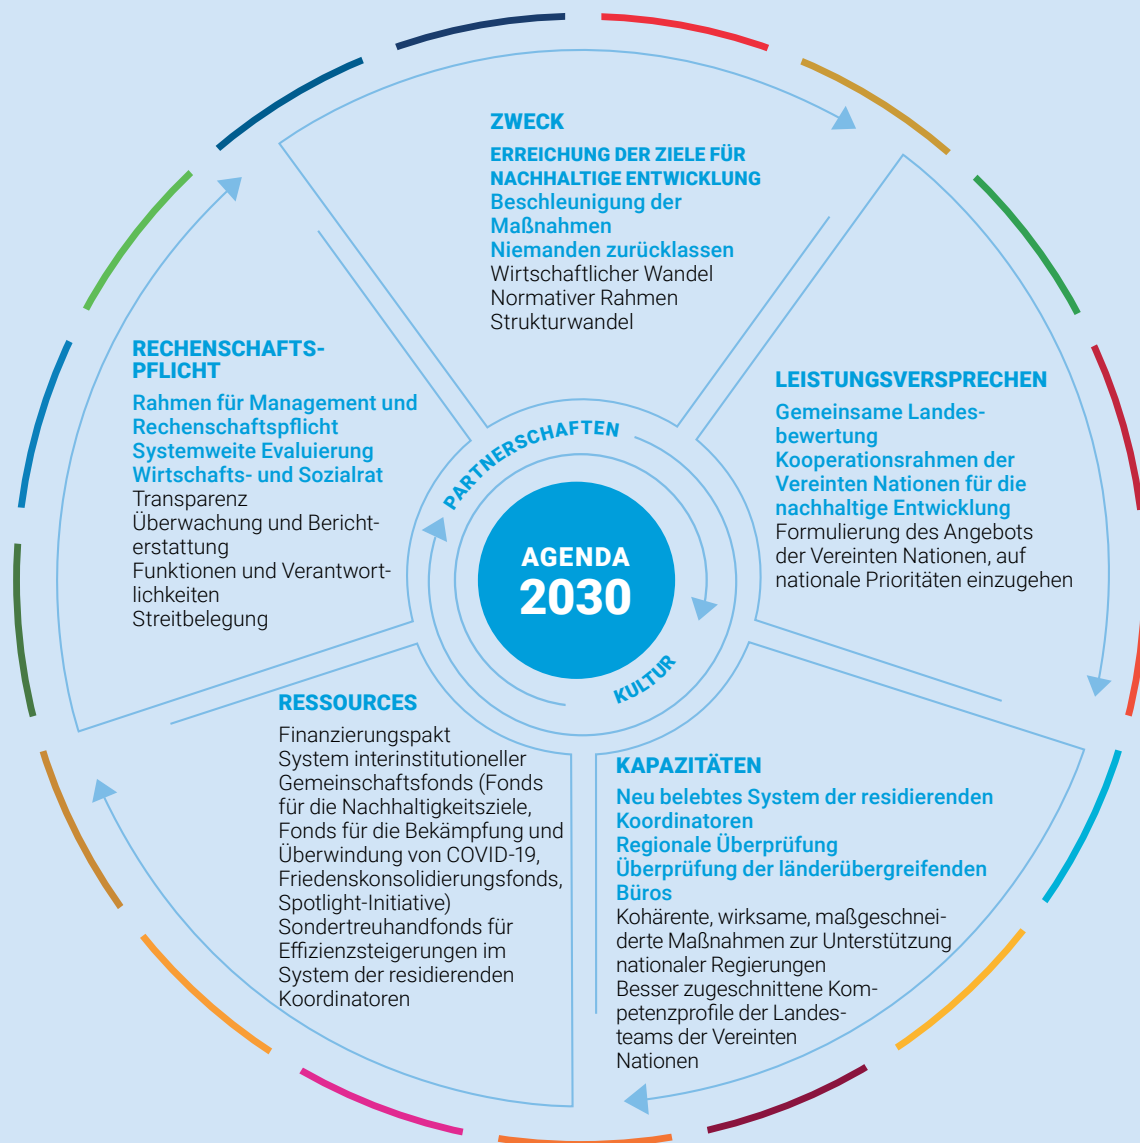 ZWECK
ERREICHUNG DER ZIELE FÜR
NACHHALTIGE ENTWICKLUNG
Beschleunigung der
Maßnahmen
Niemanden zurücklassen
Wirtschaftlicher Wandel
Normativer Rahmen
Strukturwandel
LEISTUNGSVERSPRECHEN
Gemeinsame Landes-
bewertung
Kooperationsrahmen der
Vereinten Nationen für die
nachhaltige Entwicklung
Formulierung des Angebots
der Vereinten Nationen, auf
nationale Prioritäten einzugehen
KAPAZITÄTEN
Neu belebtes System der residierenden
Koordinatoren
Regionale Überprüfung
Überprüfung der länderübergreifenden
Büros
Kohärente, wirksame, maßgeschnei-
derte Maßnahmen zur Unterstützung
nationaler Regierungen
Besser zugeschnittene Kom-
petenzprofile der Landes-
teams der Vereinten
Nationen
RESSOURCES
Finanzierungspakt
System interinstitutioneller
Gemeinschaftsfonds (Fonds
für die Nachhaltigkeitsziele,
Fonds für die Bekämpfung und
Überwindung von COVID-19,
Friedenskonsolidierungsfonds,
Spotlight-Initiative)
Sondertreuhandfonds für
Effizienzsteigerungen im
System der residierenden
Koordinatoren
RECHENSCHAFTS-
PFLICHT
Rahmen für Management und
Rechenschaftspflicht
Systemweite Evaluierung
Wirtschafts- und Sozialrat
Transparenz
Überwachung und Bericht-
erstattung
Funktionen und Verantwort-
lichkeiten
Streitbelegung
PARTNERSCHAFTEN
AGENDA
2030
KULTUR